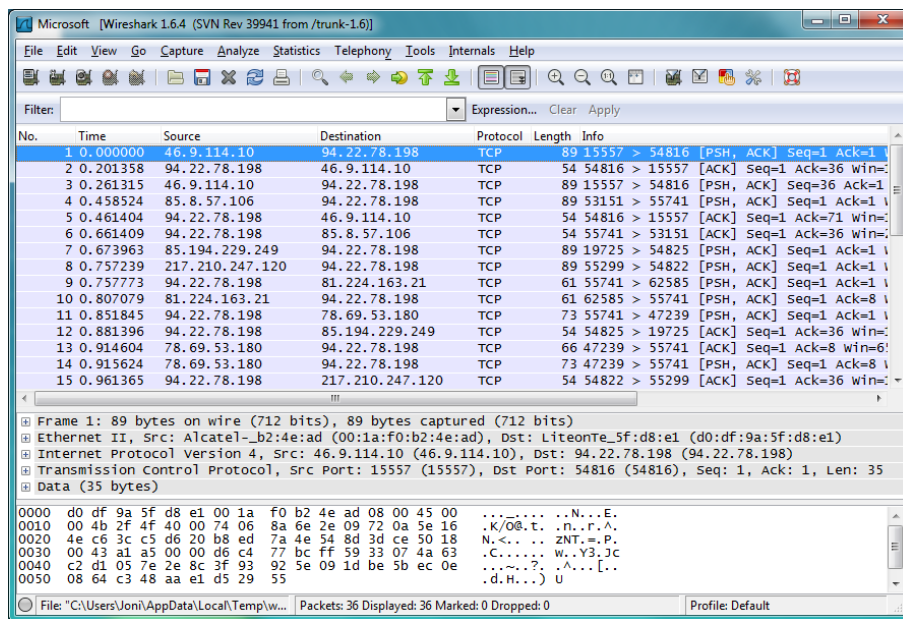 Microsoft [Wireshark 1.6.4 (SVN Rev 39941 from /trunk-1.6)]
File Edit View Go Capture Analyze Statistics Telephony Tools Internals Help
Filter: Expression... Clear Apply
No. Time Source Destination Protocol Length Info
1 0.000000 46.9.114.10 94.22.78.198 TCP 89 15557 > 54816 [PSH, ACK] Seq=1 Ack=1
2 0.201358 94.22.78.198 46.9.114.10 TCP 54 54816 > 15557 [ACK] Seq=1 Ack=36 Win=
3 0.261315 46.9.114.10 94.22.78.198 TCP 89 15557 > 54816 [PSH, ACK] Seq=36 Ack=1
4 0.458524 85.8.57.106 94.22.78.198 TCP 89 53151 > 55741 [PSH, ACK] Seq=1 Ack=1
5 0.461404 94.22.78.198 46.9.114.10 TCP 54 54816 > 15557 [ACK] Seq=1 Ack=71 Win=
6 0.661409 94.22.78.198 85.8.57.106 TCP 54 55741 > 53151 [ACK] Seq=1 Ack=36 Win=
7 0.673963 85.194.229.249 94.22.78.198 TCP 89 19725 > 54825 [PSH, ACK] Seq=1 Ack=1
8 0.757239 217.210.247.120 94.22.78.198 TCP 89 55299 > 54822 [PSH, ACK] Seq=1 Ack=1
9 0.757773 94.22.78.198 81.224.163.21 TCP 61 55741 > 62585 [PSH, ACK] Seq=1 Ack=1
10 0.807079 81.224.163.21 94.22.78.198 TCP 61 62585 > 55741 [PSH, ACK] Seq=1 Ack=8
11 0.851845 94.22.78.198 78.69.53.180 TCP 73 55741 > 47239 [PSH, ACK] Seq=1 Ack=1
12 0.881396 94.22.78.198 85.194.229.249 TCP 54 54825 > 19725 [ACK] Seq=1 Ack=36 Win=
13 0.914604 78.69.53.180 94.22.78.198 TCP 66 47239 > 55741 [ACK] Seq=1 Ack=8 Win=6
14 0.915624 78.69.53.180 94.22.78.198 TCP 73 47239 > 55741 [PSH, ACK] Seq=1 Ack=8
15 0.961365 94.22.78.198 217.210.247.120 TCP 54 54822 > 55299 [ACK] Seq=1 Ack=36 Win=
Frame 1: 89 bytes on wire (712 bits), 89 bytes captured (712 bits)
Ethernet II, Src: Alcatel-_b2:4e:ad (00:1a:f0:b2:4e:ad), Dst: LiteonTe_5f:d8:e1 (d0:df:9a:5f:d8:e1)
Internet Protocol Version 4, Src: 46.9.114.10 (46.9.114.10), Dst: 94.22.78.198 (94.22.78.198)
Transmission Control Protocol, Src Port: 15557 (15557), Dst Port: 54816 (54816), Seq: 1, Ack: 1, Len: 35
Data (35 bytes)
0000 d0 df 9a 5f d8 e1 00 1a f0 b2 4e ad 08 00 45 00 ..._.... ..N...E.
0010 00 4b 2f 4f 40 00 74 06 8a 6e 2e 09 72 0a 5e 16 .K/O@.t. .n..r.^.
0020 4e c6 3c c5 d6 20 b8 ed 7a 4e 54 8d 3d ce 50 18 N.<.. .. zNT.=.P.
0030 00 43 a1 a5 00 00 d6 c4 77 bc ff 59 33 07 4a 63 .C...... w..Y3.Jc
0040 c2 d1 05 7e 2e 8c 3f 93 92 5e 09 1d be 5b ec 0e ...~..?. .^...[..
0050 08 64 c3 48 aa e1 d5 29 55 .d.H...) U
File: "C:\Users\Joni\AppData\Local\Temp\w... Packets: 36 Displayed: 36 Marked: 0 Dropped: 0 Profile: Default